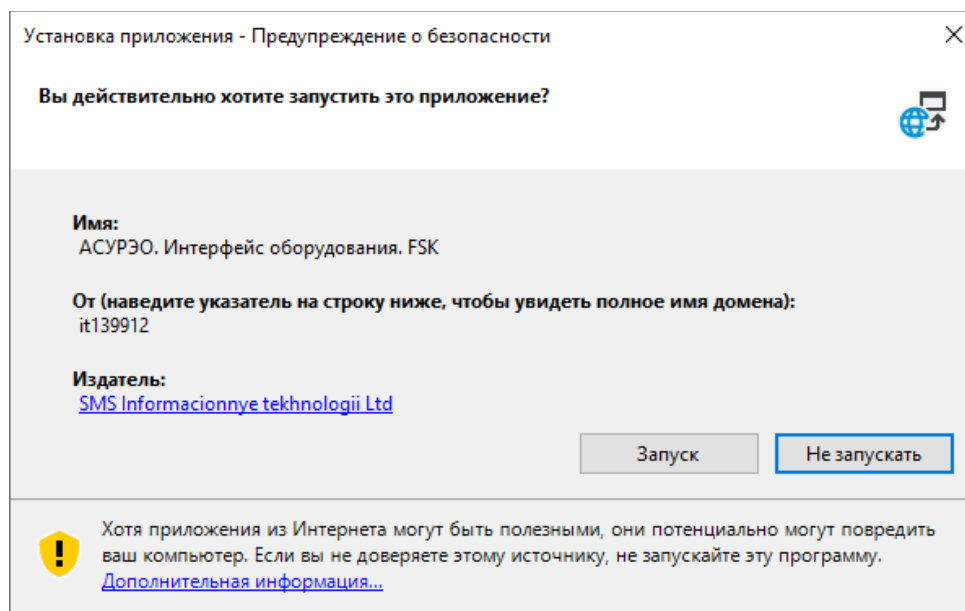 Установка приложения - Предупреждение о безопасности
Вы действительно хотите запустить это приложение?
Имя:
АСУРЭО. Интерфейс оборудования. FSK
От (наведите указатель на строку ниже, чтобы увидеть полное имя домена):
it139912
Издатель:
SMS Informacionnye tekhnologii Ltd
Запуск
Не запускать
Хотя приложения из Интернета могут быть полезными, они потенциально могут повредить
ваш компьютер. Если вы не доверяете этому источнику, не запускайте эту программу.
Дополнительная информация...